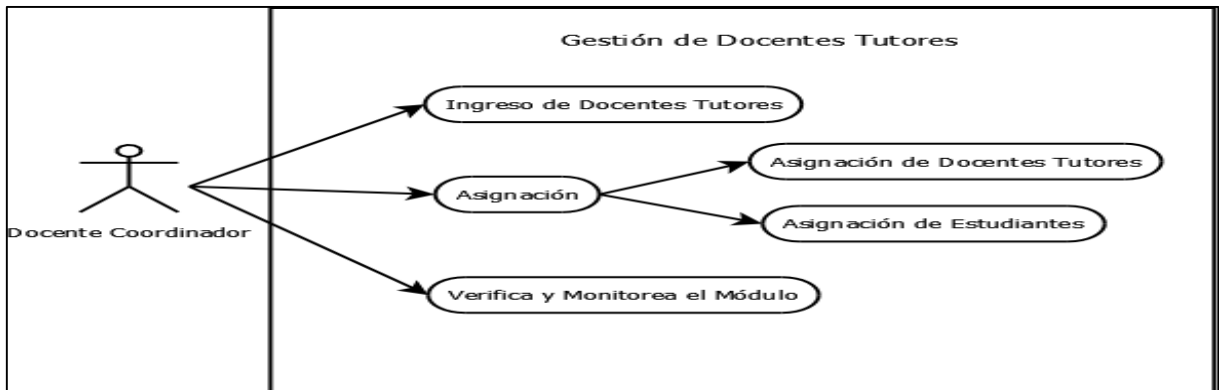 Gestión de Docentes Tutores
Ingreso de Docentes Tutores
Asignación de Docentes Tutores
Asignación
Asignación de Estudiantes
Docente Coordinador
Verifica y Monitorea el Módulo